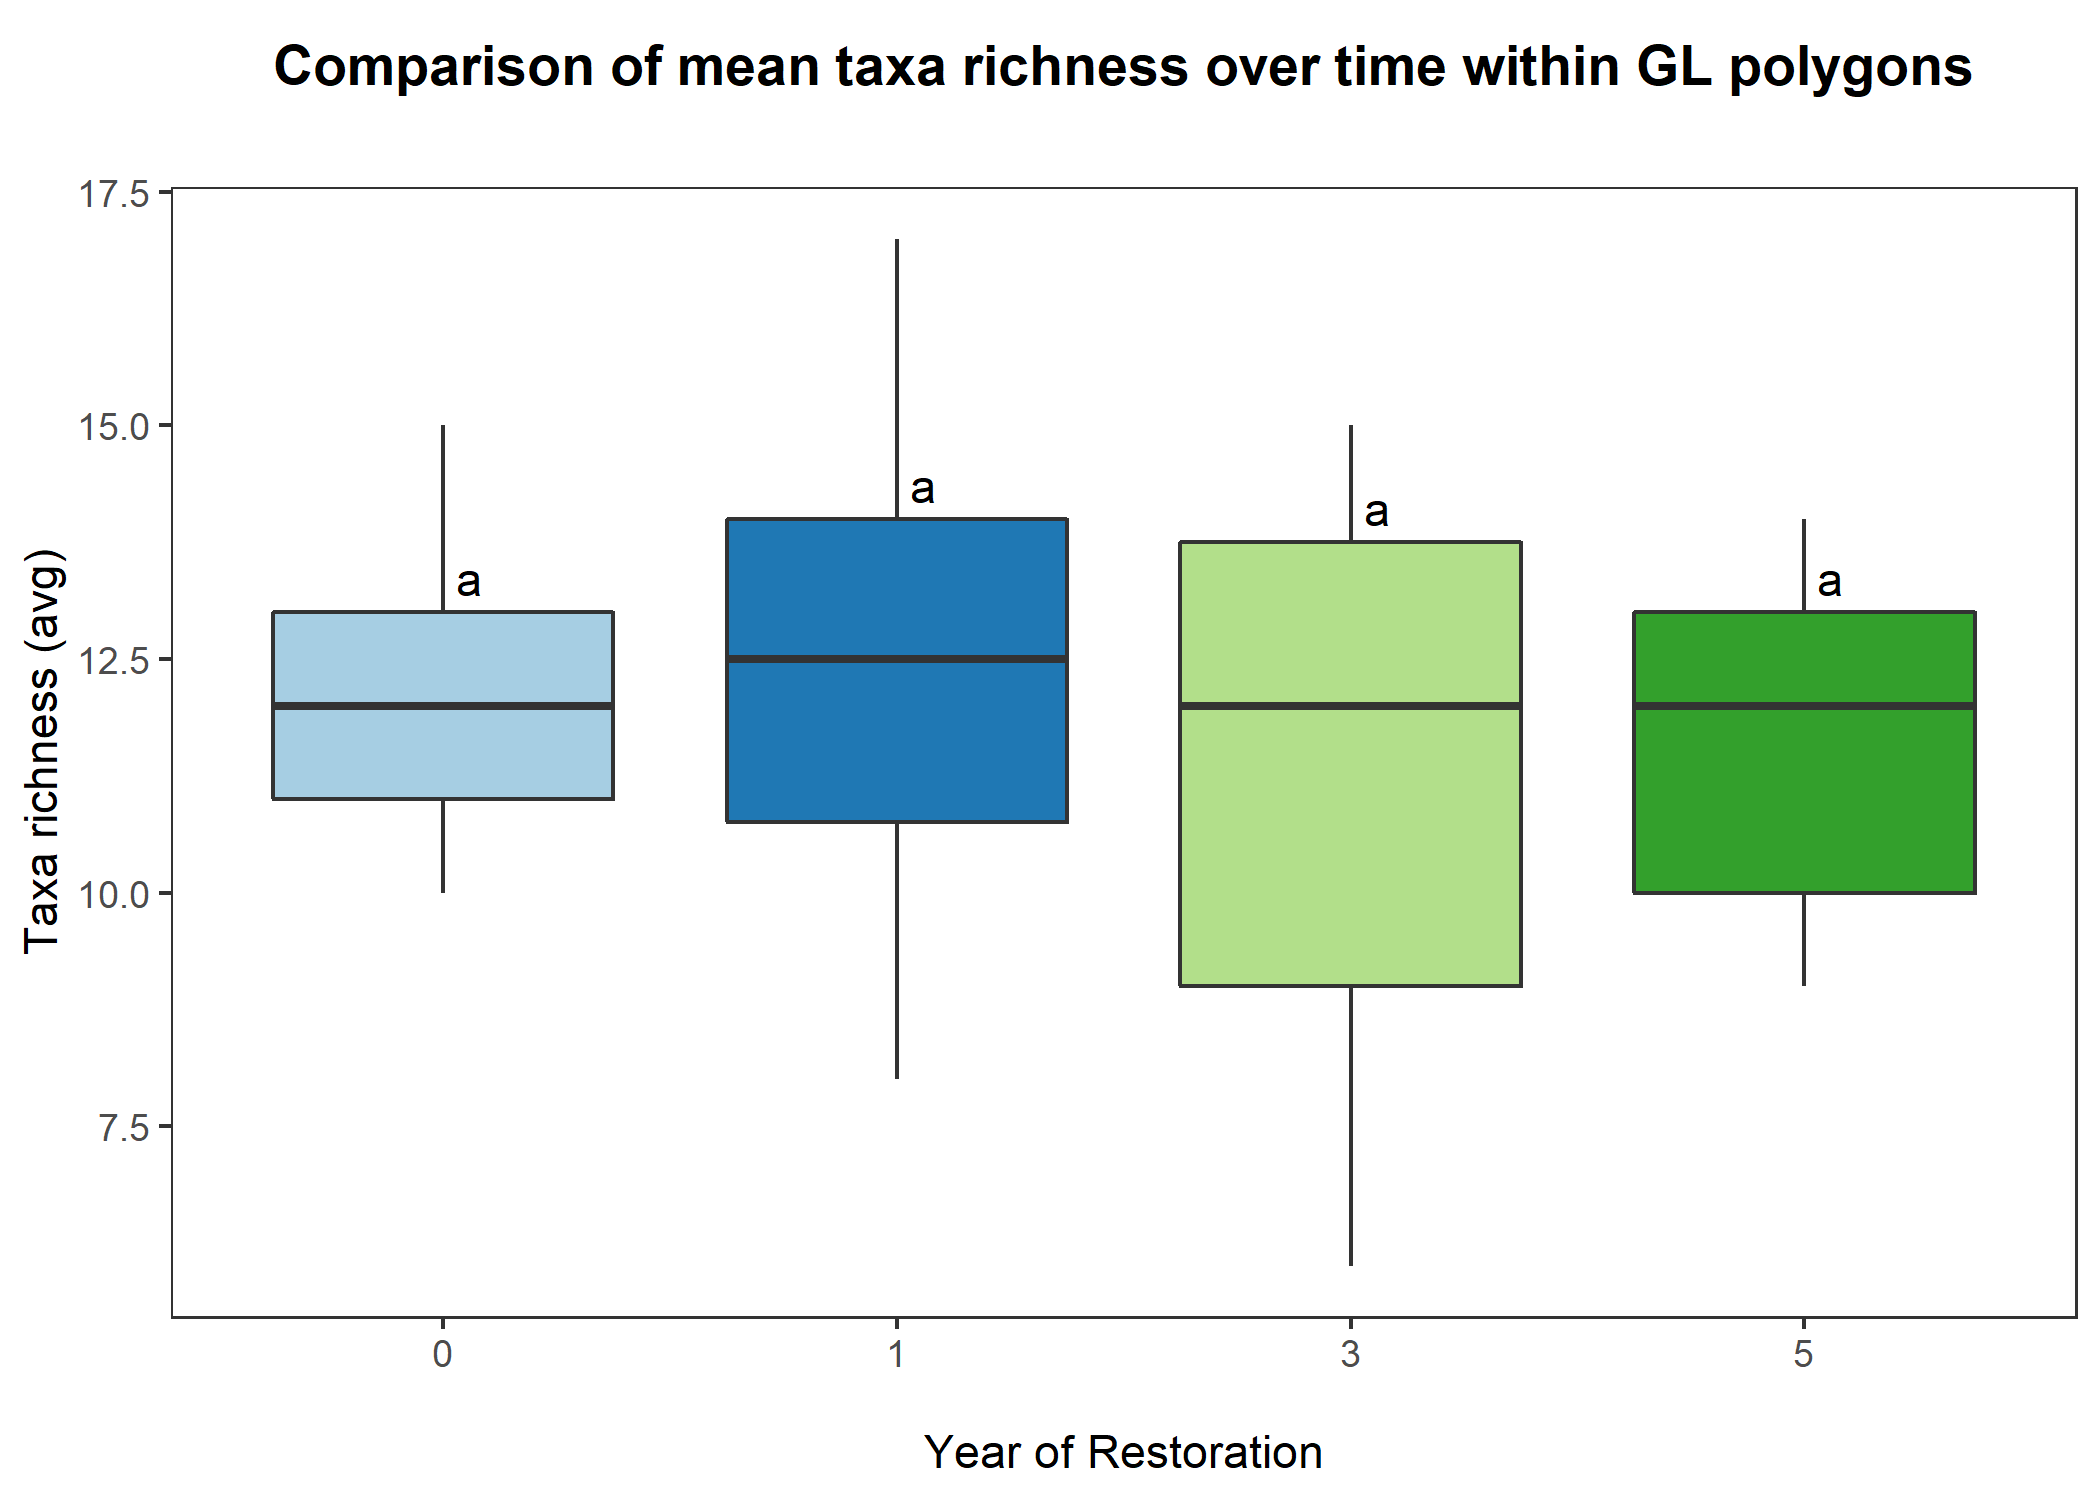 Comparison of mean taxa richness over time within GL polygons
17.5
15.0
12.5
10.0
7.5
Taxa richness (avg)
a
a
a
a
0
1
3
5
Year of Restoration